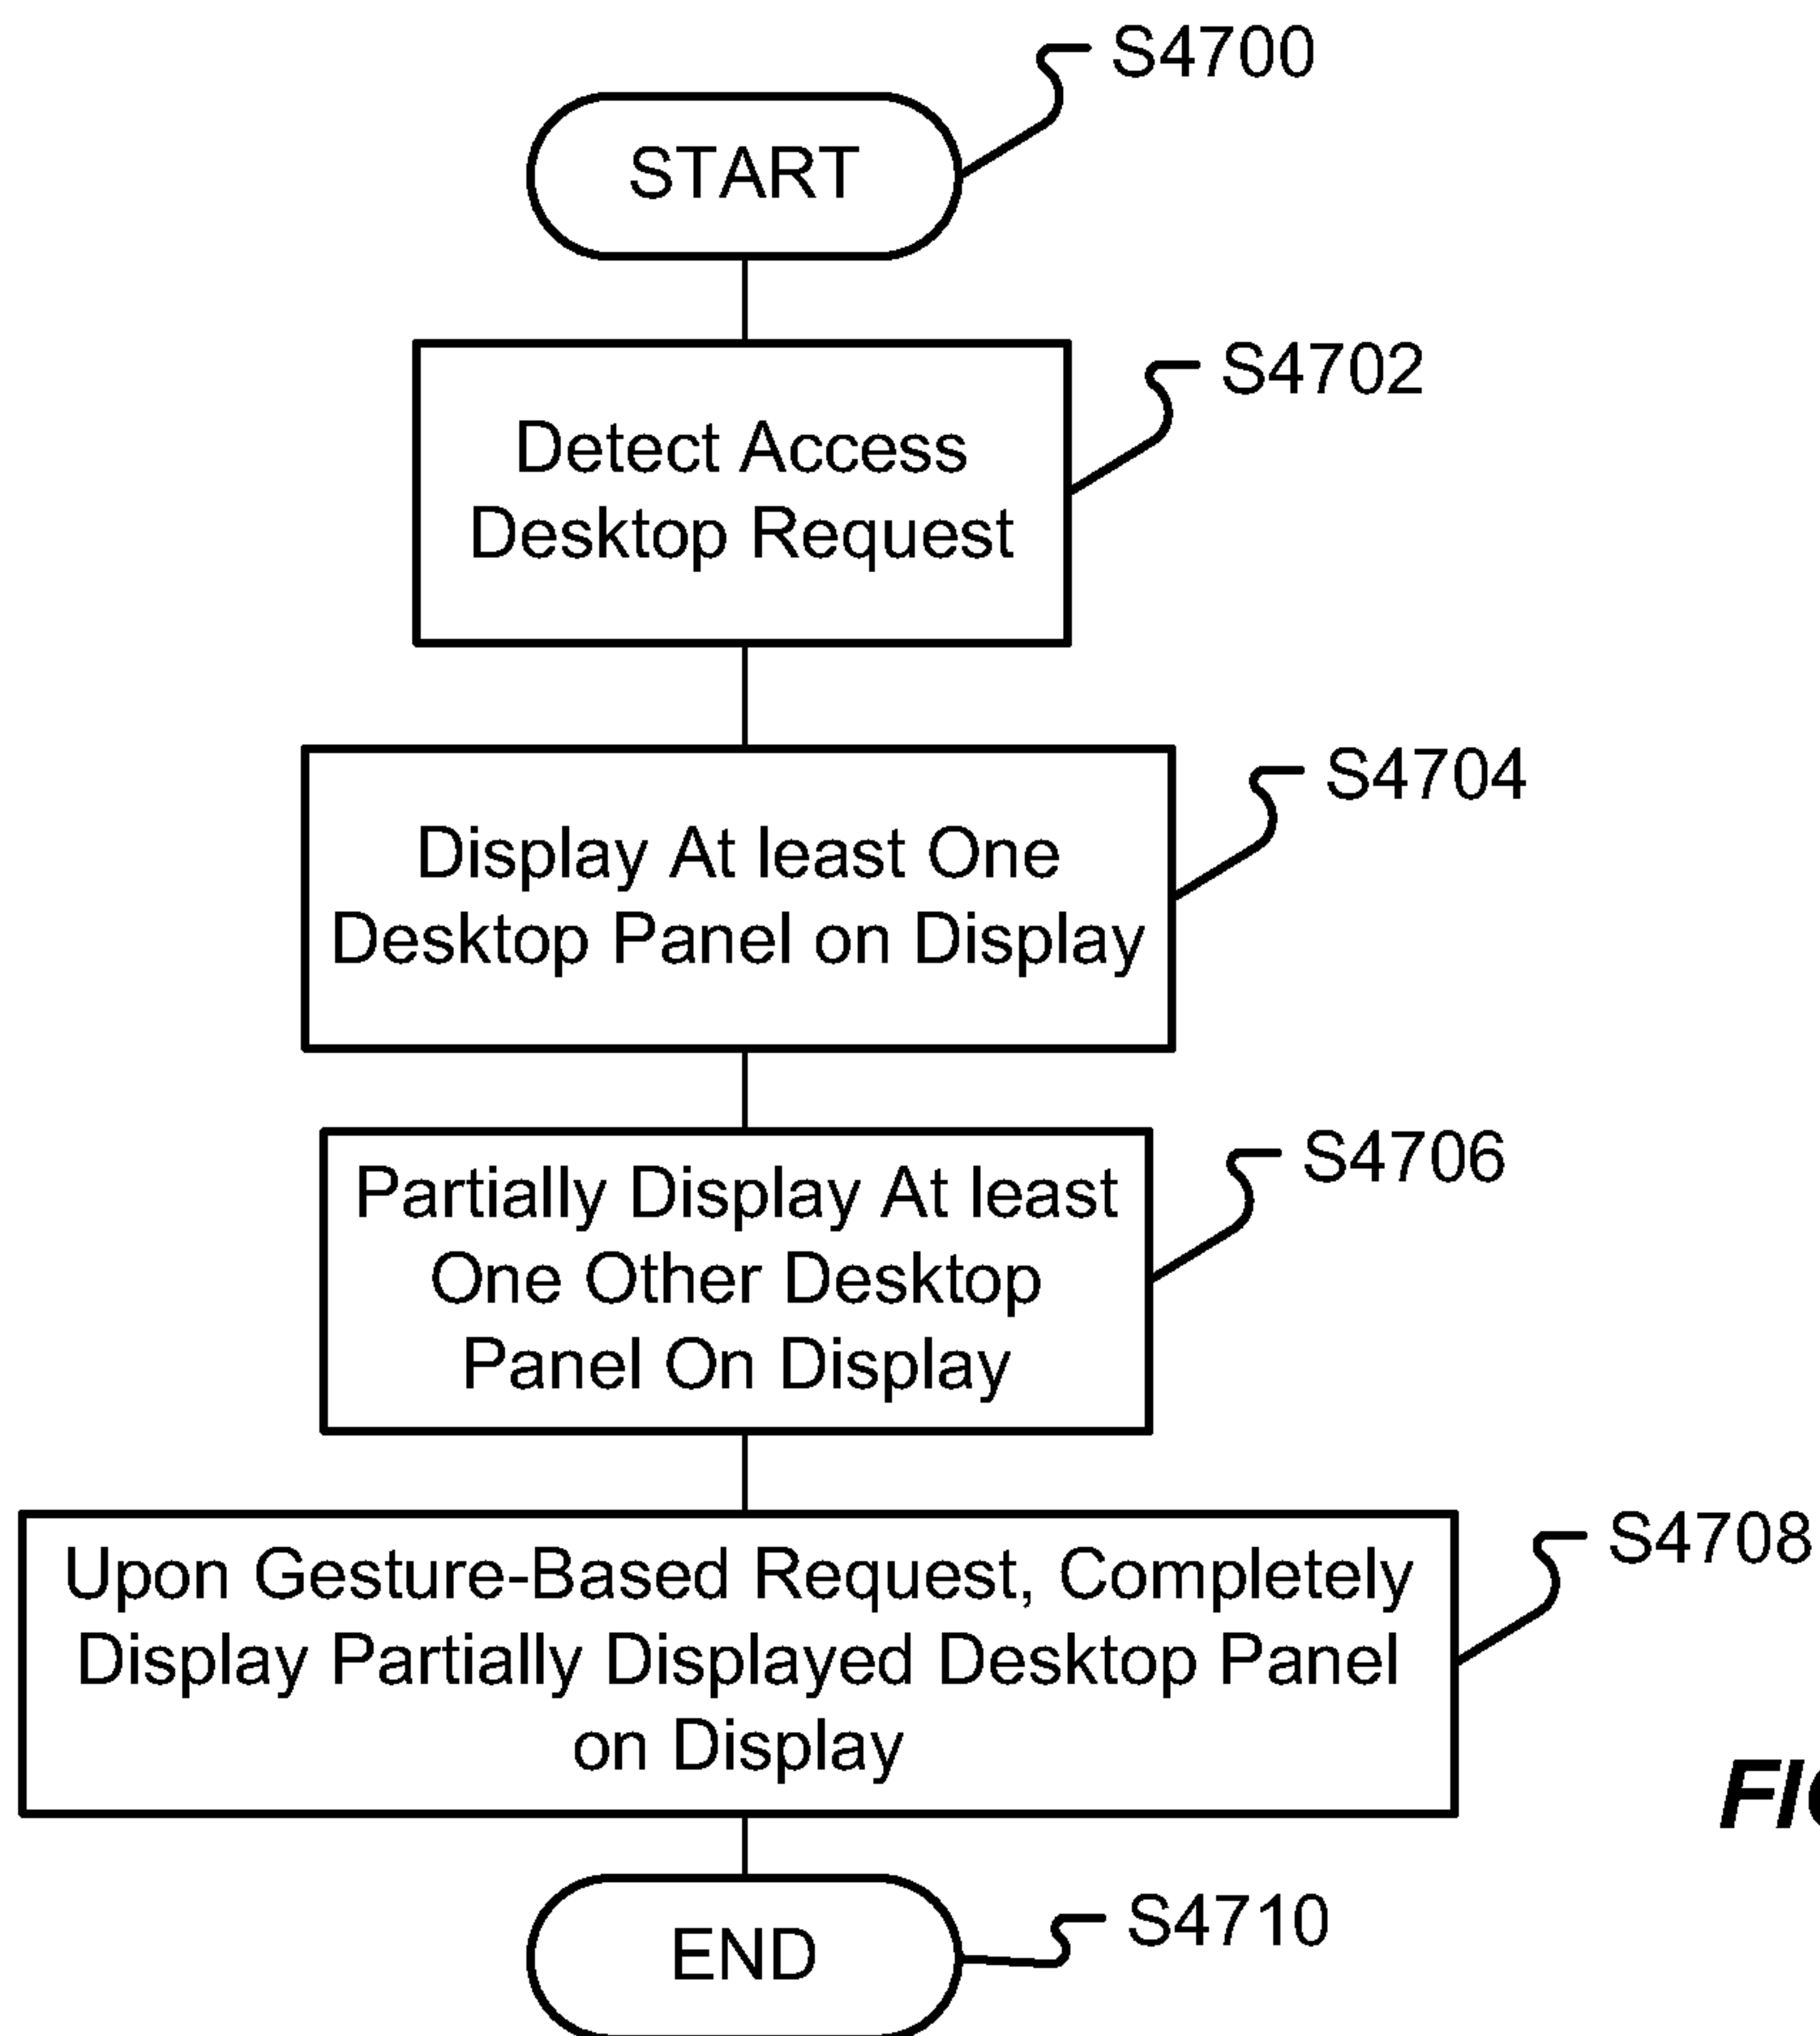 S4700
START
S4702
Detect Access
Desktop Request
S4704
Display At least One
Desktop Panel on Display
S4706
Partially Display At least
One Other Desktop
Panel On Display
S4708
Upon Gesture-Based Request, Completely
Display Partially Displayed Desktop Panel
on Display
S4710
END